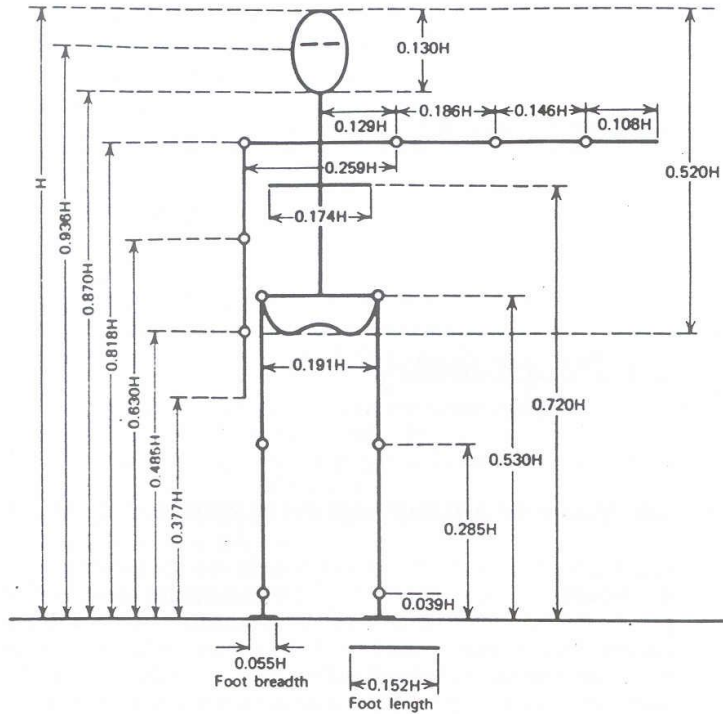 0.130H
0.129H
0.186H
0.146H
0.108H
0.259H
0.520H
0.174H
H
0.936H
0.870H
0.818H
0.630H
0.485H
0.377H
0.191H
0.720H
0.530H
0.285H
0.039H
0.055H
Foot breadth
0.152H
Foot length